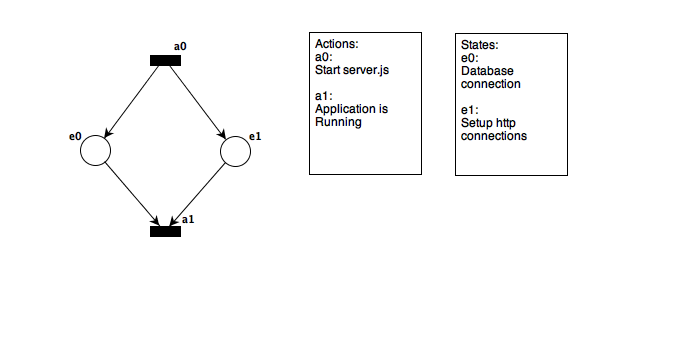 a0
e0
e1
a1
Actions:
a0:
Start server.js
a1:
Application is
Running
States:
e0:
Database
connection
e1:
Setup http
connections